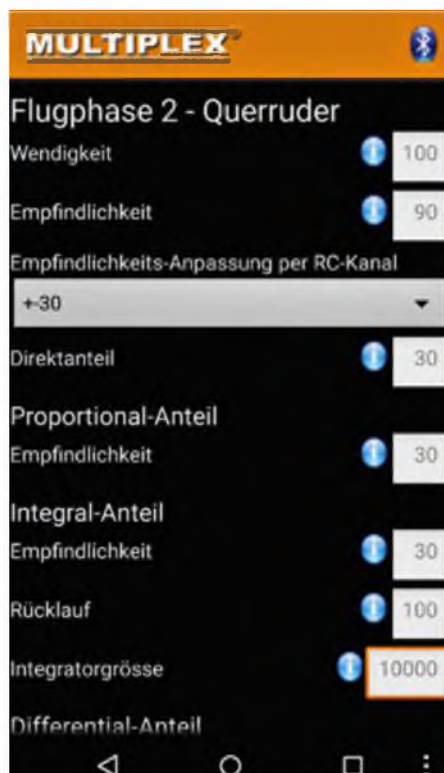 MULTIPLEX
Flugphase 2 - Querruder
Wendigkeit 100
Empfindlichkeit 90
Empfindlichkeits-Anpassung per RC-Kanal
+-30
Direktanteil 30
Proportional-Anteil
Empfindlichkeit 30
Integral-Anteil
Empfindlichkeit 30
Rücklauf 100
Integratorgrösse 10000
Differential-Anteil